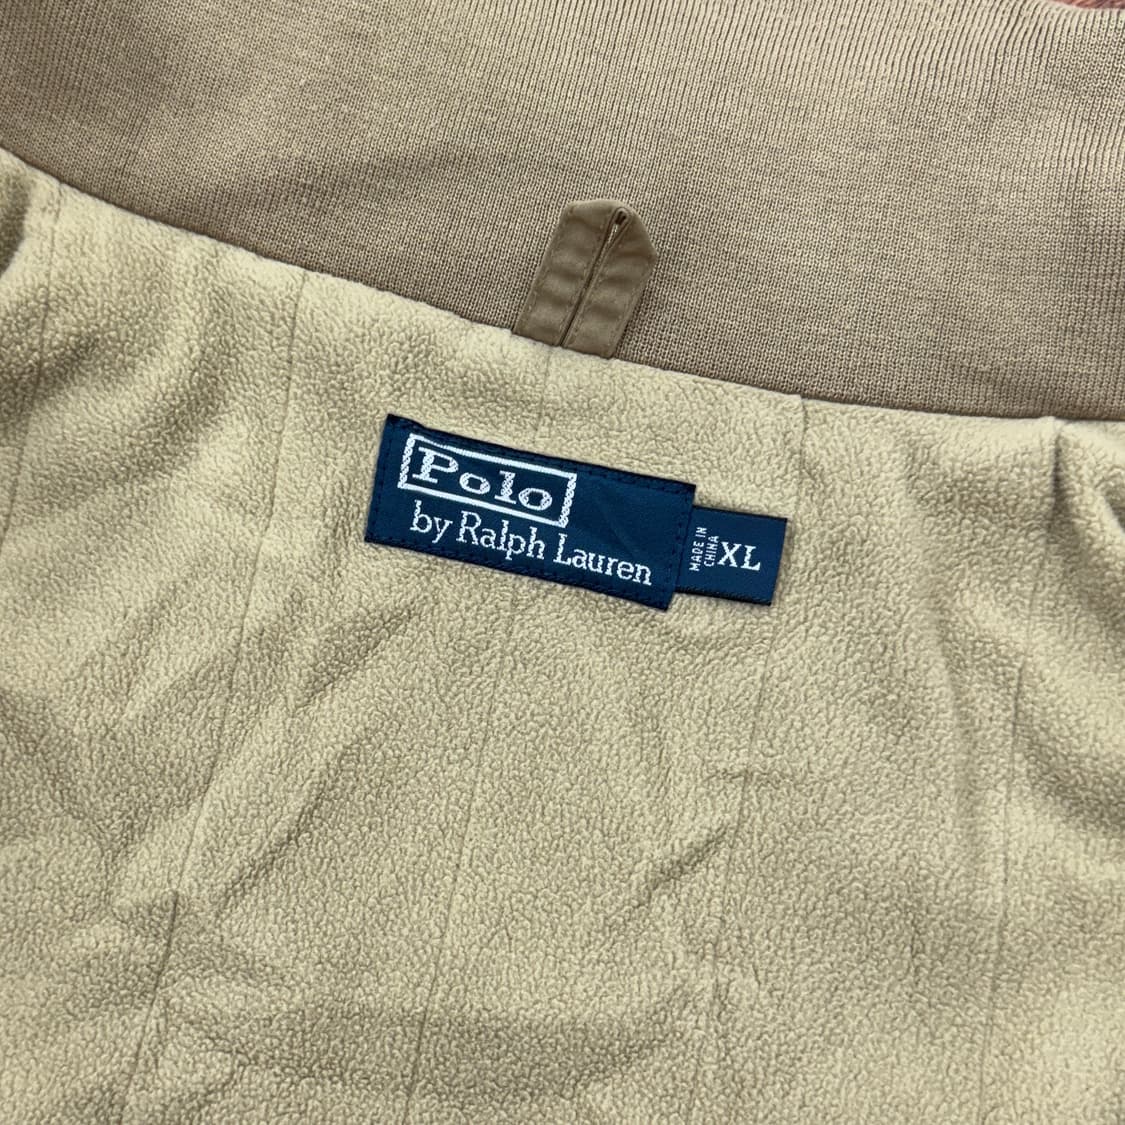 Polo
by Ralph Lauren
MADE IN
CHINA
XL